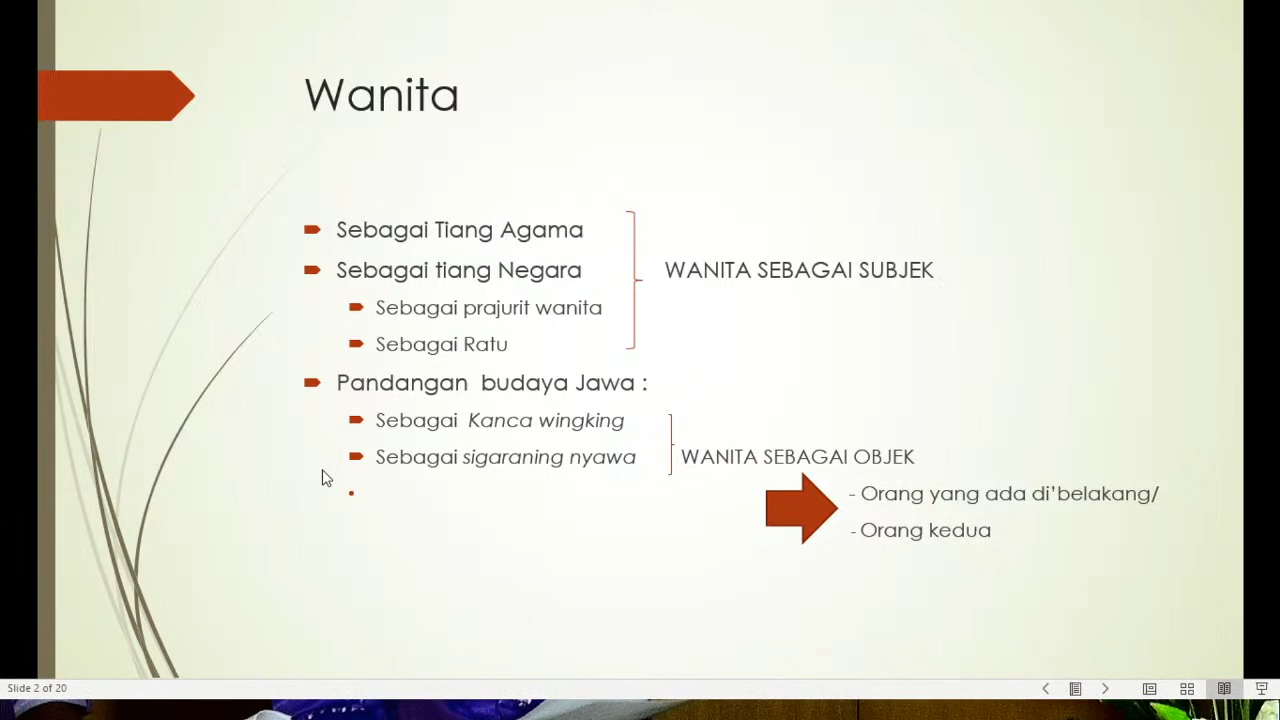 Wanita
Sebagai Tiang Agama
Sebagai tiang Negara
WANITA SEBAGAI SUBJEK
Sebagai prajurit wanita
Sebagai Ratu
Pandangan budaya Jawa :
Sebagai Kanca wingking
Sebagai sigaraning nyawa
WANITA SEBAGAI OBJEK
- Orang yang ada di’belakang/
- Orang kedua
Slide 2 of 20